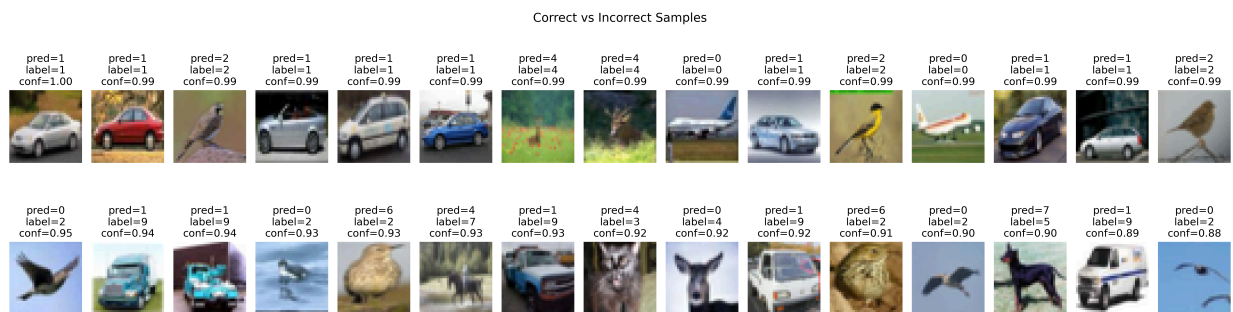 Correct vs Incorrect Samples
pred=1
label=1
conf=1.00
pred=1
label=1
conf=0.99
pred=2
label=2
conf=0.99
pred=1
label=1
conf=0.99
pred=1
label=1
conf=0.99
pred=1
label=1
conf=0.99
pred=4
label=4
conf=0.99
pred=4
label=4
conf=0.99
pred=0
label=0
conf=0.99
pred=1
label=1
conf=0.99
pred=2
label=2
conf=0.99
pred=0
label=0
conf=0.99
pred=1
label=1
conf=0.99
pred=1
label=1
conf=0.99
pred=2
label=2
conf=0.99
pred=0
label=2
conf=0.95
pred=1
label=9
conf=0.94
pred=1
label=9
conf=0.94
pred=0
label=2
conf=0.93
pred=6
label=2
conf=0.93
pred=4
label=7
conf=0.93
pred=1
label=9
conf=0.93
pred=4
label=3
conf=0.92
pred=0
label=4
conf=0.92
pred=1
label=9
conf=0.92
pred=6
label=2
conf=0.91
pred=0
label=2
conf=0.90
pred=7
label=5
conf=0.90
pred=1
label=9
conf=0.89
pred=0
label=2
conf=0.88